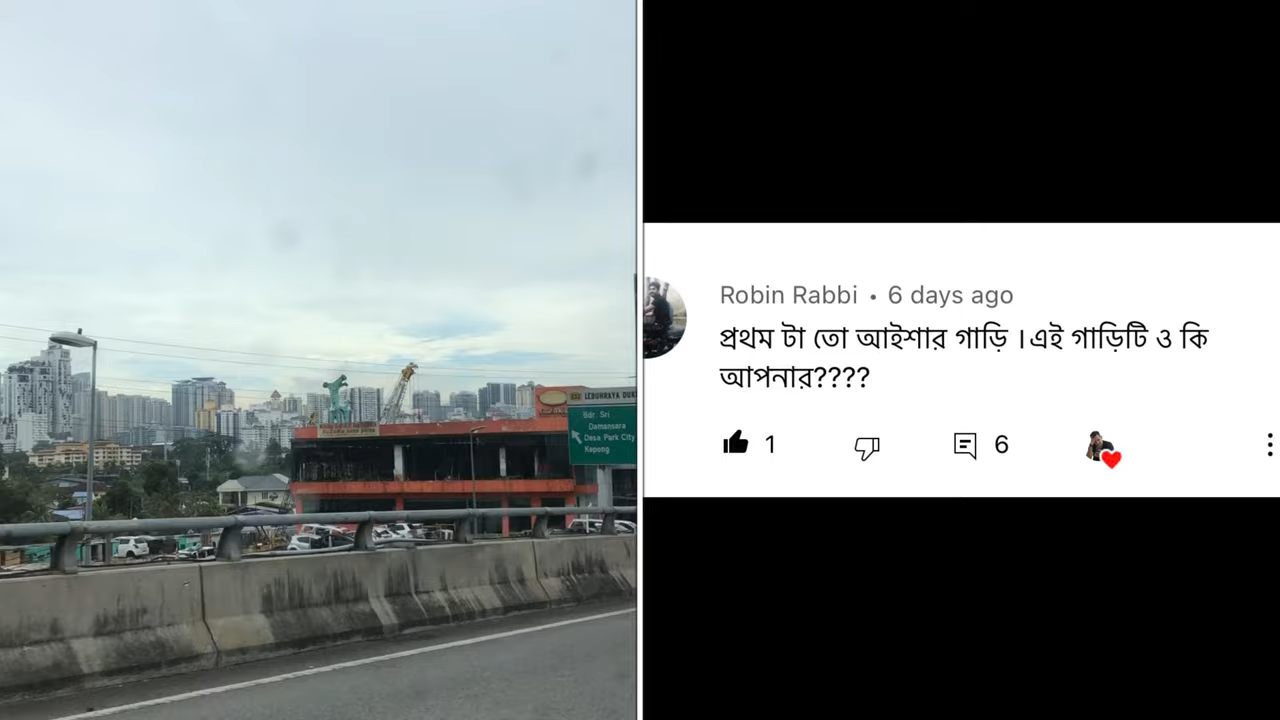 LEBUHRAYA DUKE
Bdr. Sri
Damansara
Desa Park City
Kepong
Robin Rabbi • 6 days ago
প্রথম টা তো আইশার গাড়ি । এই গাড়িটি ও কি
আপনার????
1
6